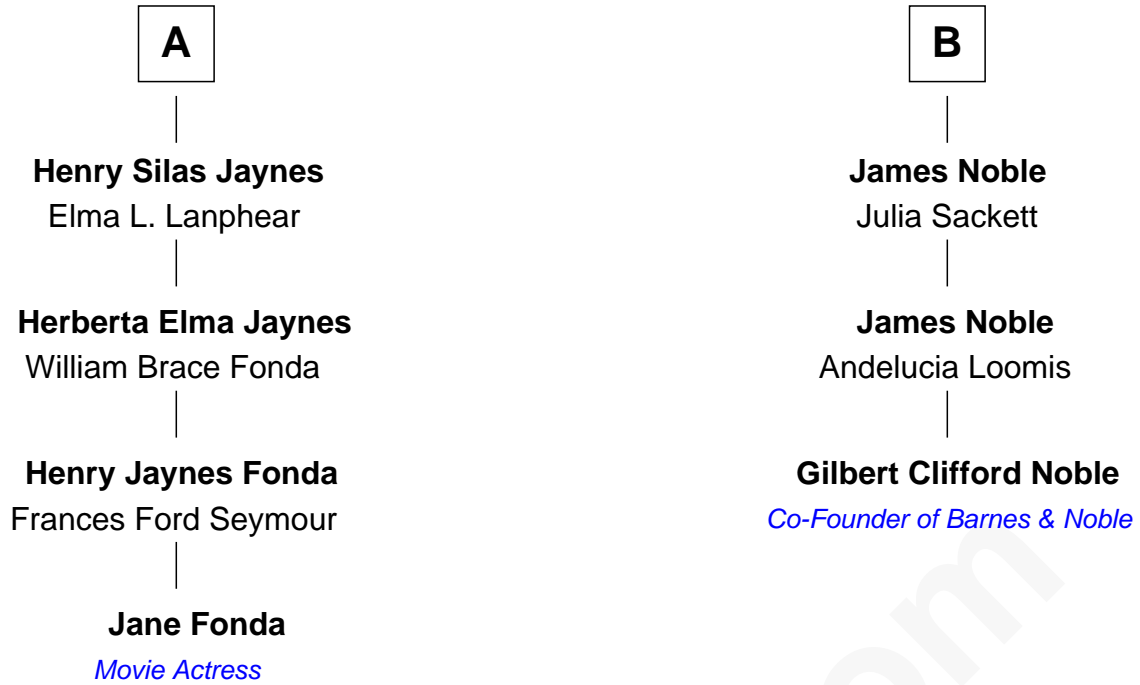 A
Henry Silas Jaynes
Elma L. Lanphear
Herberta Elma Jaynes
William Brace Fonda
Henry Jaynes Fonda
Frances Ford Seymour
Jane Fonda
Movie Actress
B
James Noble
Julia Sackett
James Noble
Andelucia Loomis
Gilbert Clifford Noble
Co-Founder of Barnes & Noble
om